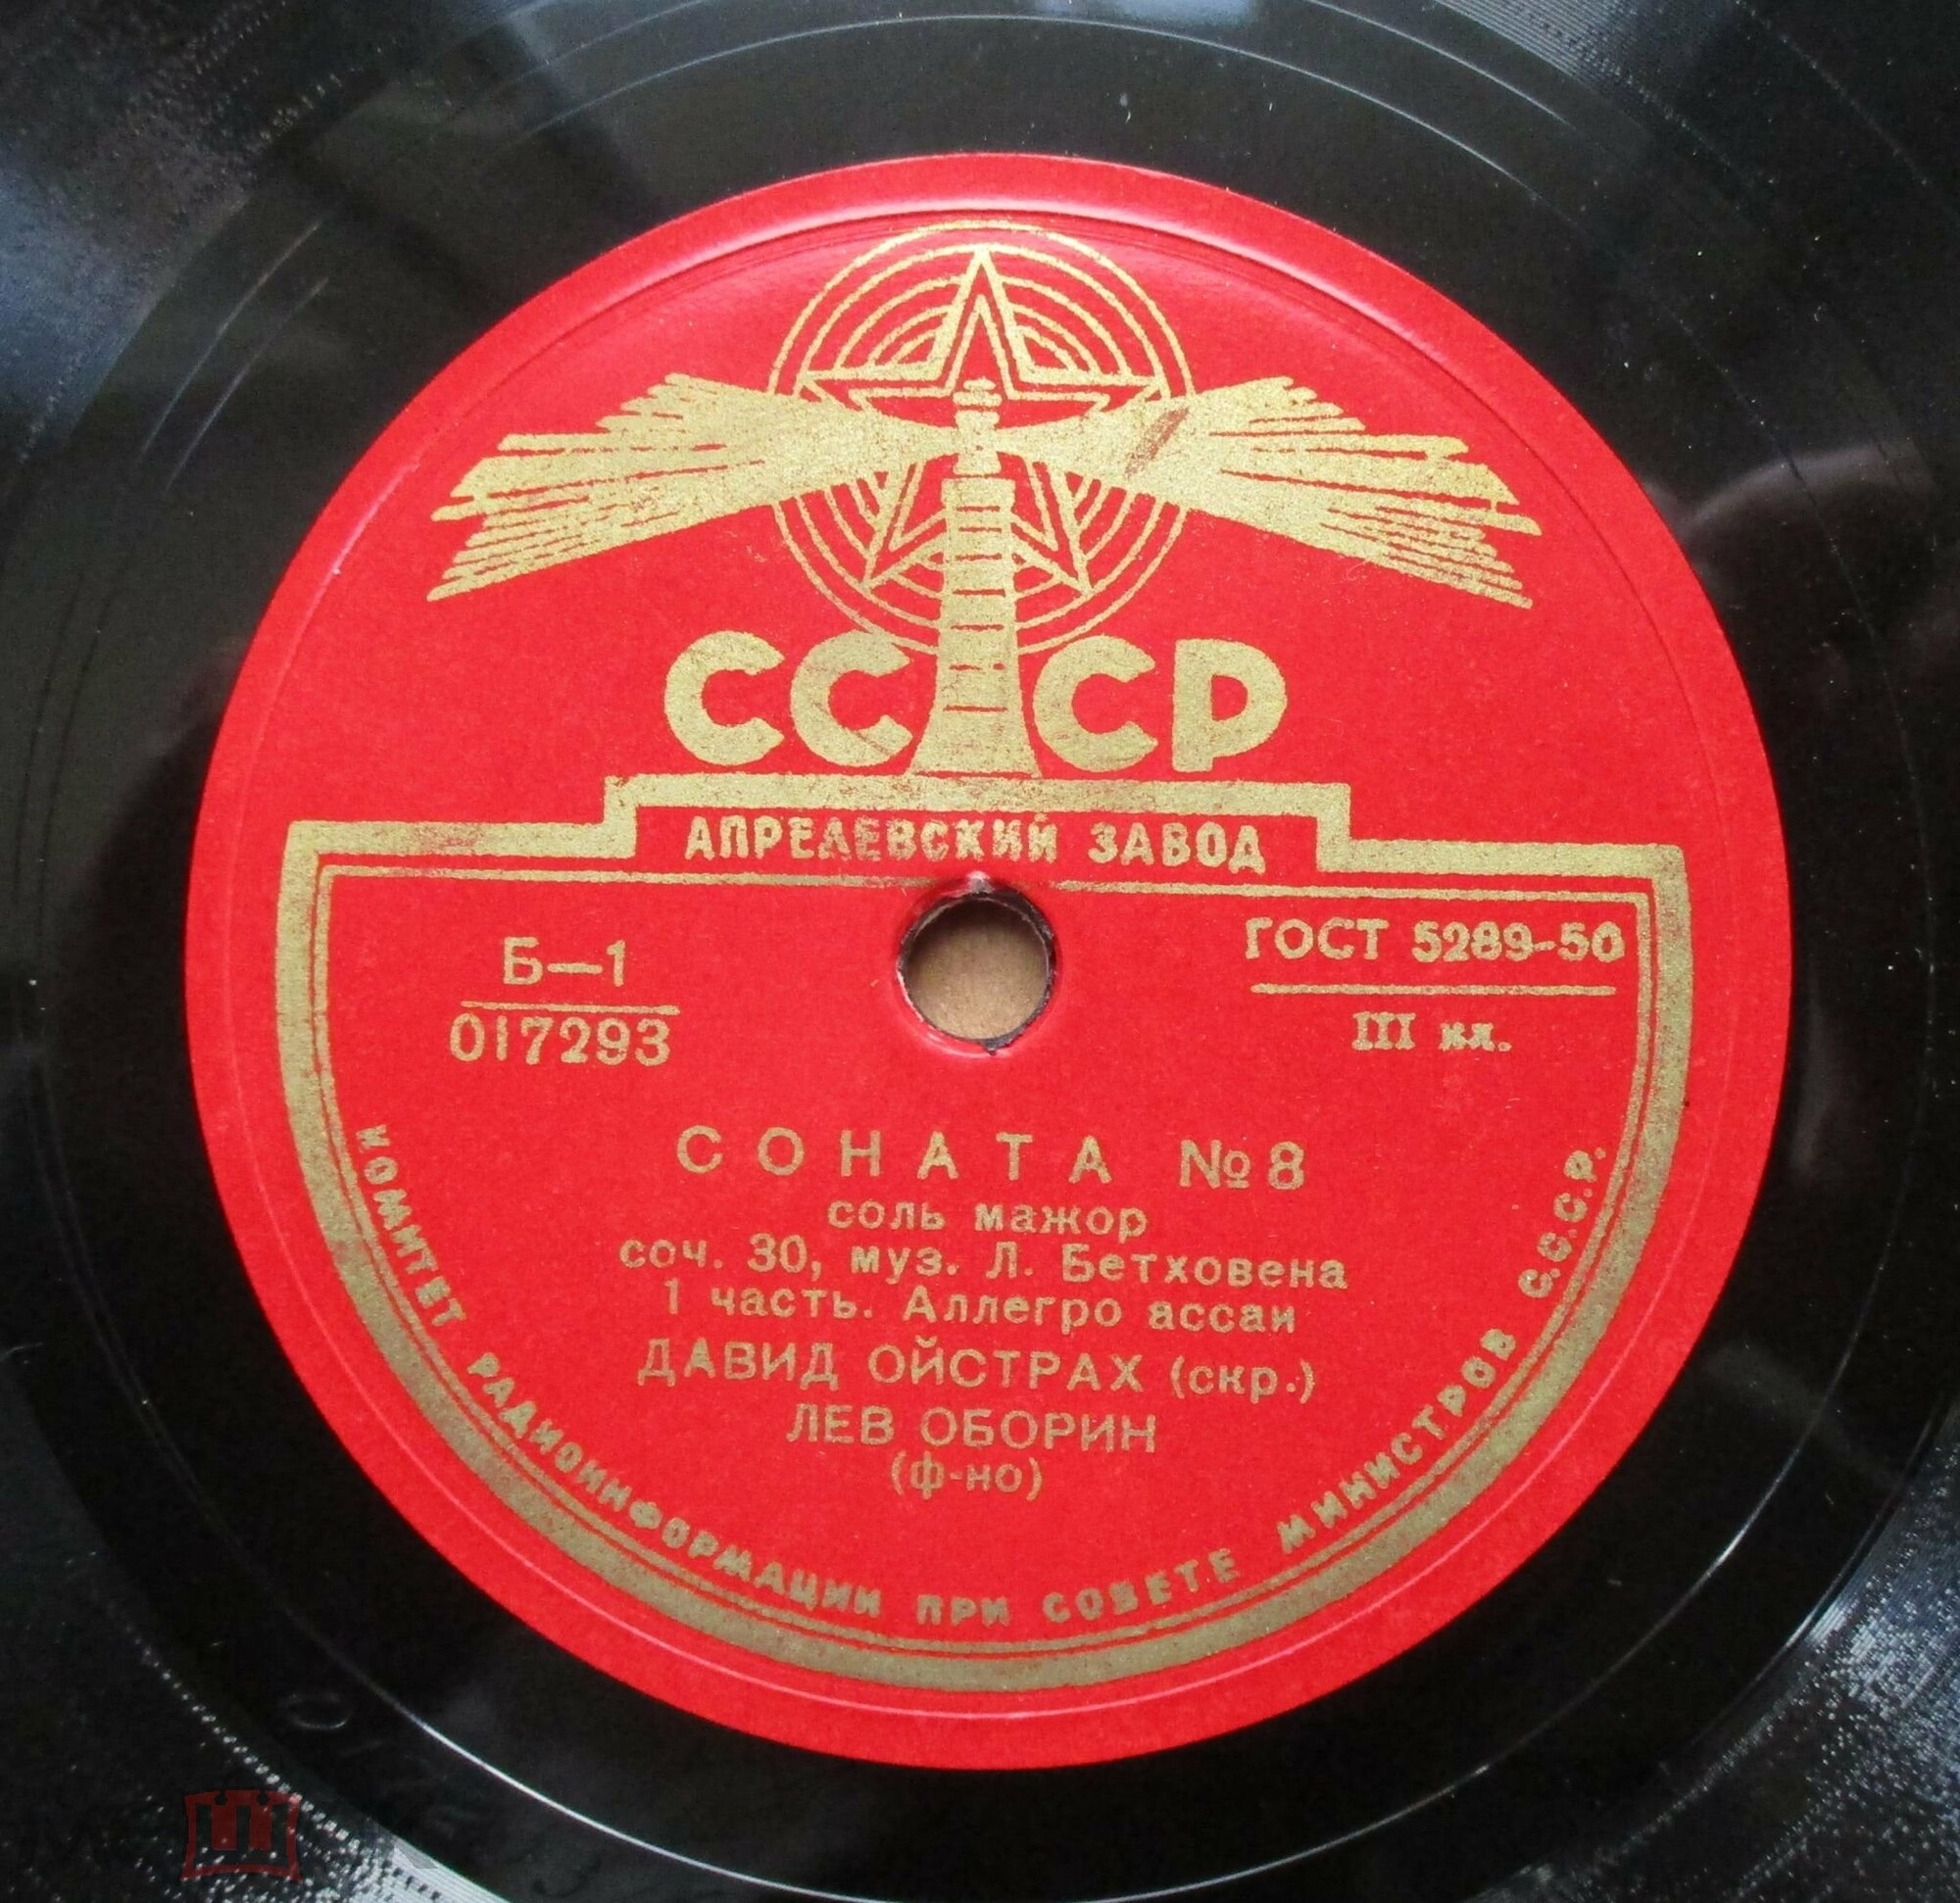 СССР
АПРЕЛЕВСКИЙ ЗАВОД
Б—1
017293
ГОСТ 5289-50
III кл.
СОНАТА №8
соль мажор
соч. 30, муз. Л. Бетховена
1 часть. Аллегро ассаи
ДАВИД ОЙСТРАХ (скр.)
ЛЕВ ОБОРИН
(ф-но)
КОМИТЕТ РАДИОИНФОРМАЦИИ ПРИ СОВЕТЕ МИНИСТРОВ С.С.С.Р.